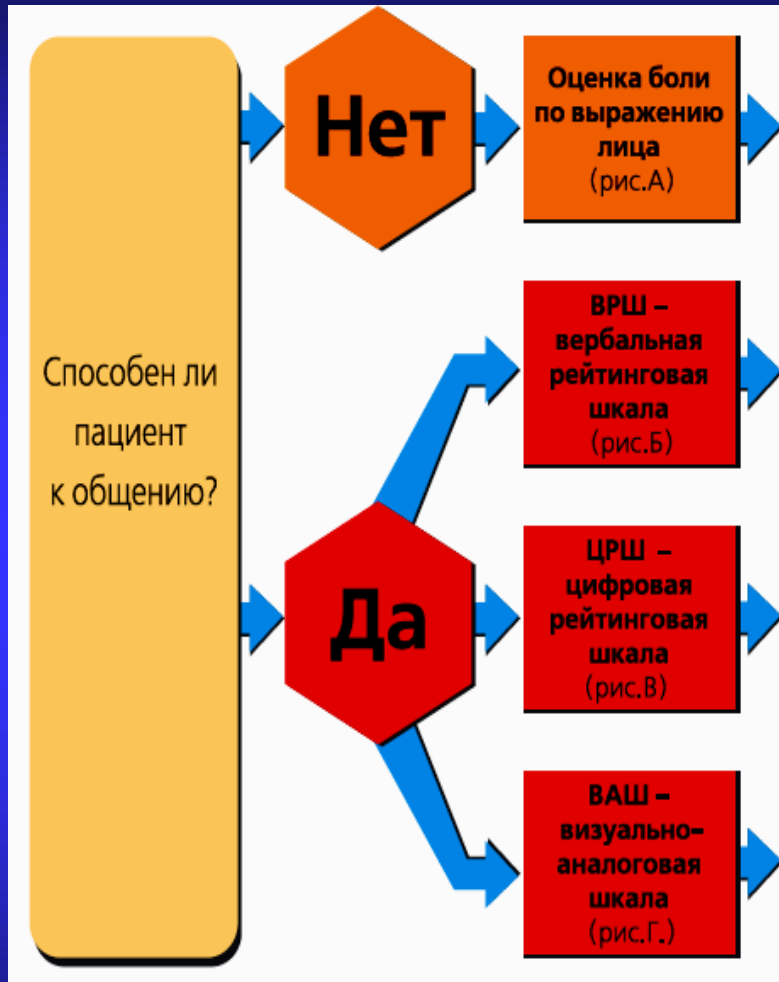 Способен ли
пациент
к общению?
Нет
Оценка боли
по выражению
лица
(рис.А)
Да
ВРШ –
вербальная
рейтинговая
шкала
(рис.Б)
ЦРШ –
цифровая
рейтинговая
шкала
(рис.В)
ВАШ –
визуально-
аналоговая
шкала
(рис.Г.)